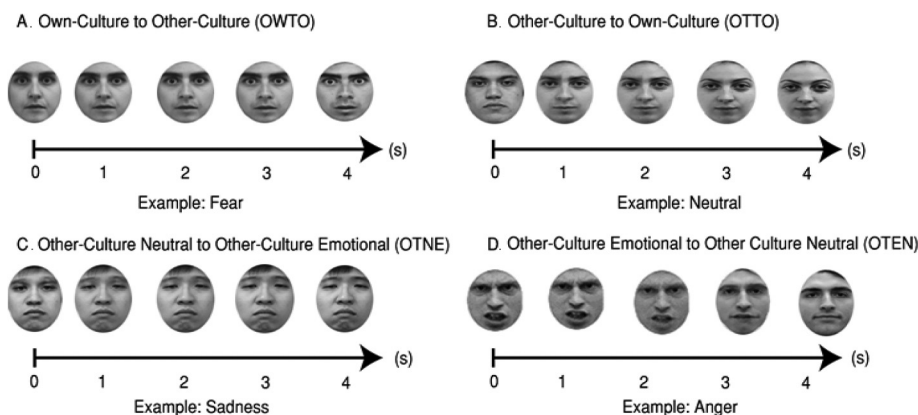 A. Own-Culture to Other-Culture (OWTO)
(s)
0 1 2 3 4
Example: Fear
B. Other-Culture to Own-Culture (OTTO)
(s)
0 1 2 3 4
Example: Neutral
C. Other-Culture Neutral to Other-Culture Emotional (OTNE)
(s)
0 1 2 3 4
Example: Sadness
D. Other-Culture Emotional to Other Culture Neutral (OTEN)
(s)
0 1 2 3 4
Example: Anger